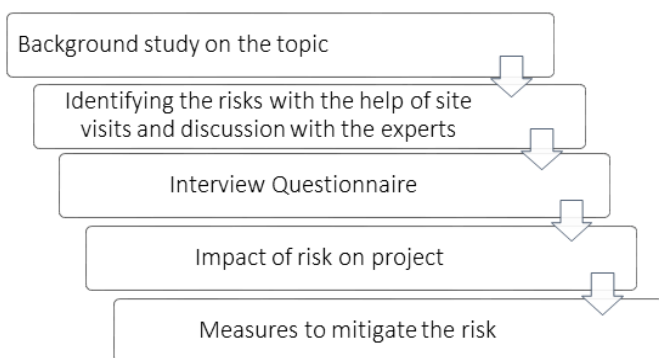 Background study on the topic
Identifying the risks with the help of site
visits and discussion with the experts
Interview Questionnaire
Impact of risk on project
Measures to mitigate the risk